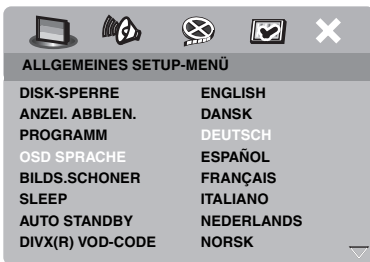 ALLGEMEINES SETUP-MENÜ
DISK-SPERRE ENGLISH
ANZEI. ABBLEN. DANSK
PROGRAMM DEUTSCH
OSD SPRACHE ESPAÑOL
BILDS.SCHONER FRANÇAIS
SLEEP ITALIANO
AUTO STANDBY NEDERLANDS
DIVX(R) VOD-CODE NORSK